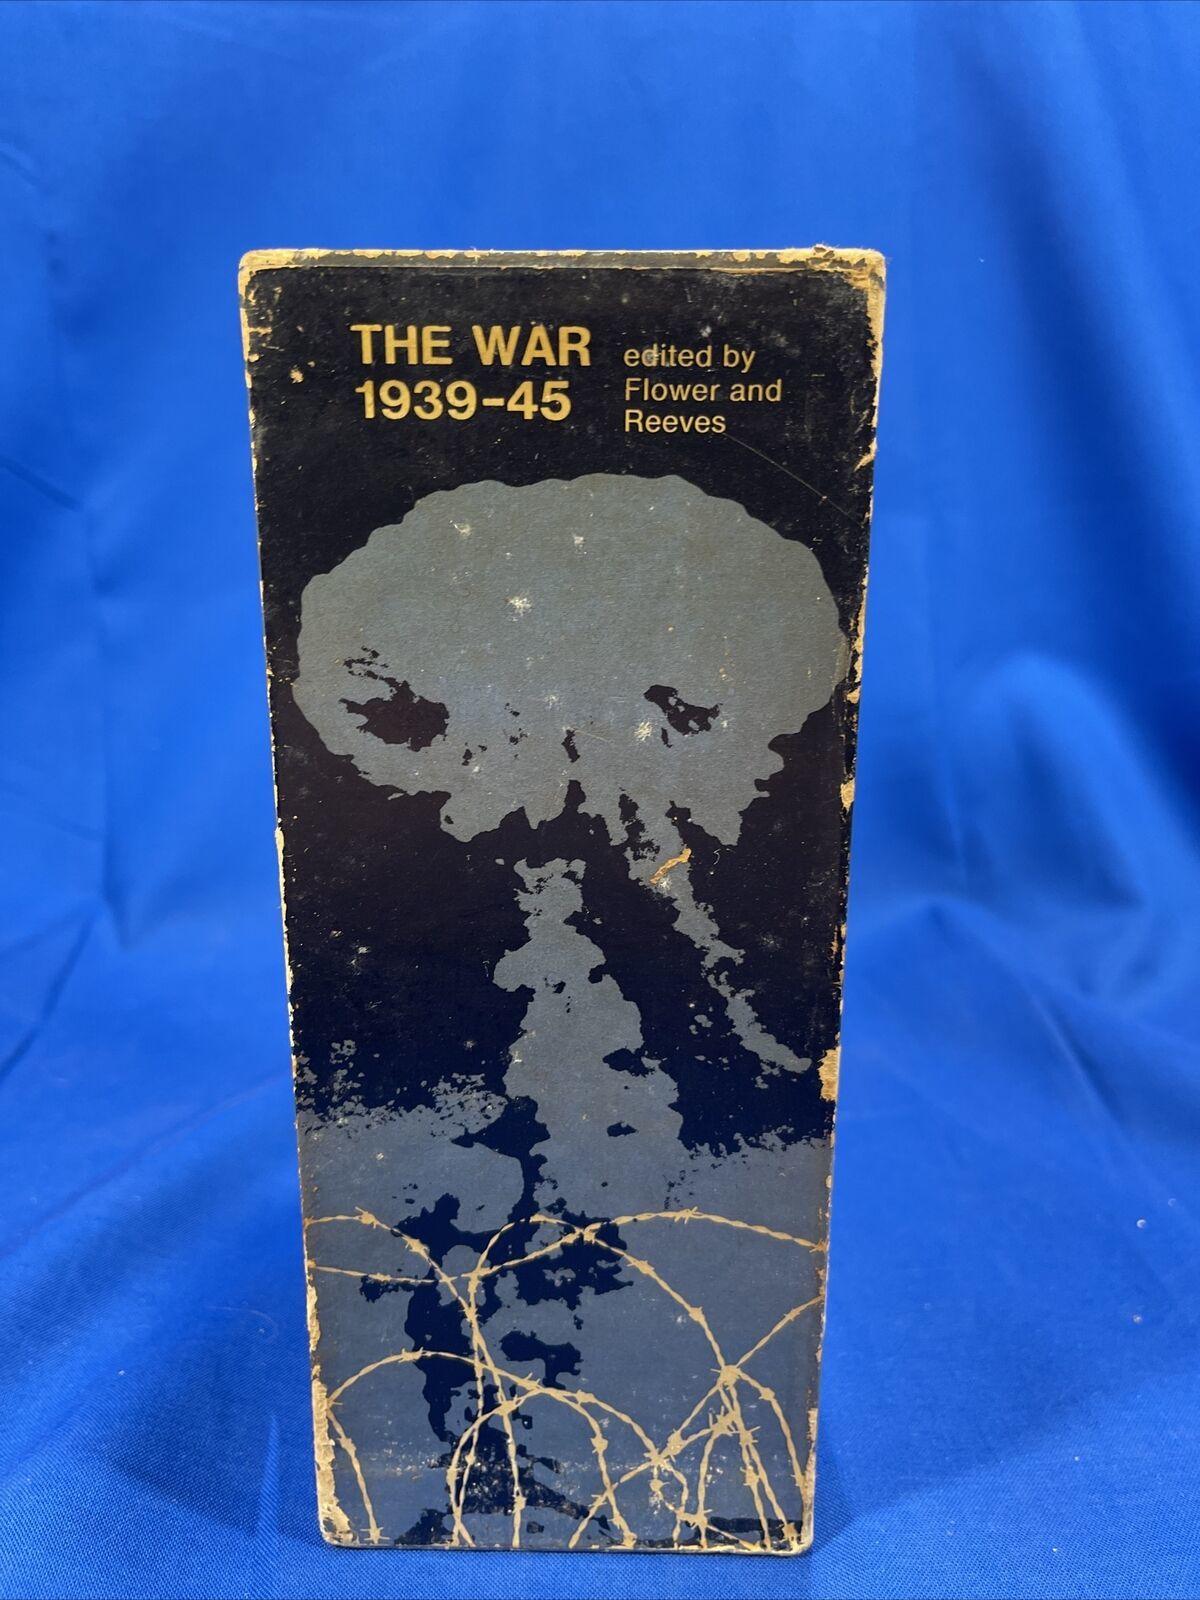 THE WAR
1939-45
edited by
Flower and
Reeves